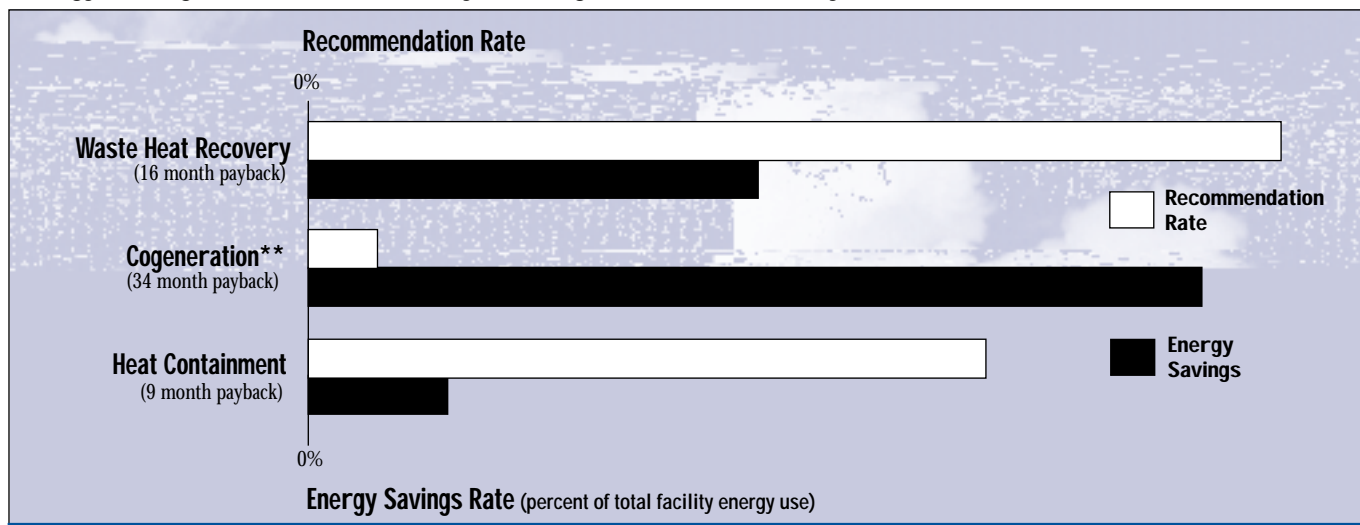 Recommendation Rate
0%
Waste Heat Recovery
(16 month payback)
Recommendation
Rate
Cogeneration**
(34 month payback)
Heat Containment
(9 month payback)
Energy
Savings
0%
Energy Savings Rate (percent of total facility energy use)